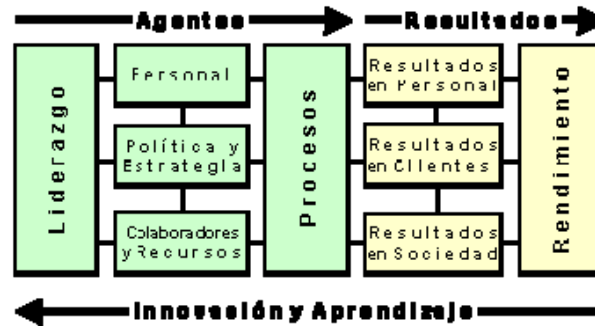 Agentes
Resultados
Liderazgo
Personal
Política y
Estrategia
Colaboradores
y Recursos
Procesos
Resultados
en Personal
Resultados
en Clientes
Resultados
en Sociedad
Rendimiento
Innovación y Aprendizaje